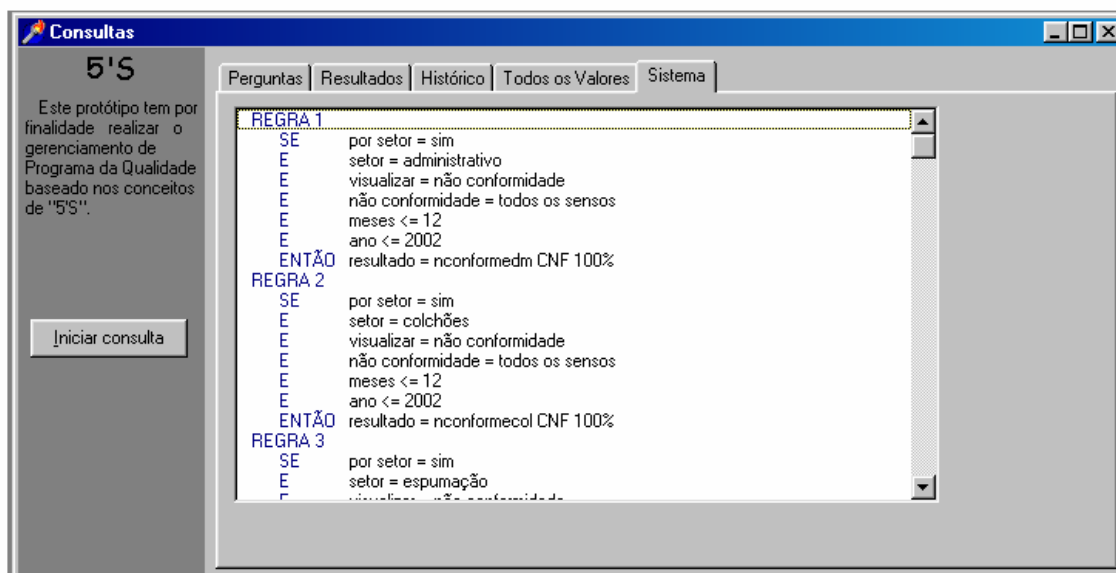 Consultas
5'S
Este protótipo tem por
finalidade realizar o
gerenciamento de
Programa da Qualidade
baseado nos conceitos
de "5'S".
Iniciar consulta
Perguntas Resultados Histórico Todos os Valores Sistema
REGRA 1
SE por setor = sim
E setor = administrativo
E visualizar = não conformidade
E não conformidade = todos os sensos
E meses <= 12
E ano <= 2002
ENTÃO resultado = nconformedm CNF 100%
REGRA 2
SE por setor = sim
E setor = colchões
E visualizar = não conformidade
E não conformidade = todos os sensos
E meses <= 12
E ano <= 2002
ENTÃO resultado = nconformecol CNF 100%
REGRA 3
SE por setor = sim
E setor = espumação
E visualizar = não conformidade